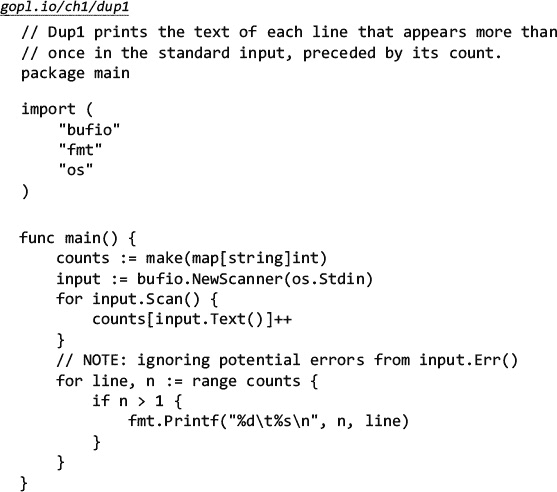 gopl.io/ch1/dup1
// Dup1 prints the text of each line that appears more than
// once in the standard input, preceded by its count.
package main
import (
    "bufio"
    "fmt"
    "os"
)
func main() {
    counts := make(map[string]int)
    input := bufio.NewScanner(os.Stdin)
    for input.Scan() {
        counts[input.Text()]++
    }
    // NOTE: ignoring potential errors from input.Err()
    for line, n := range counts {
        if n > 1 {
            fmt.Printf("%d\t%s\n", n, line)
        }
    }
}